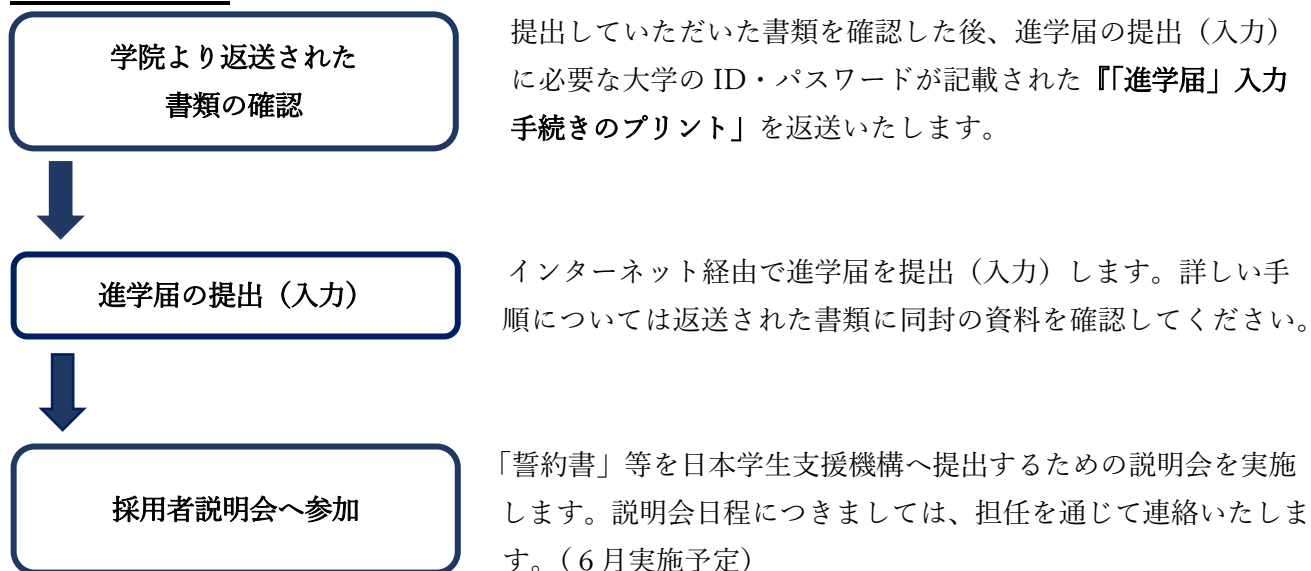 学院より返送された
書類の確認
提出していただいた書類を確認した後、進学届の提出（入力）
に必要な大学の ID・パスワードが記載された『「進学届」入力
手続きのプリント」を返送いたします。
進学届の提出（入力）
インターネット経由で進学届を提出（入力）します。詳しい手
順については返送された書類に同封の資料を確認してください。
採用者説明会へ参加
「誓約書」等を日本学生支援機構へ提出するための説明会を実施
します。説明会日程につきましては、担任を通じて連絡いたしま
す。（６月実施予定）